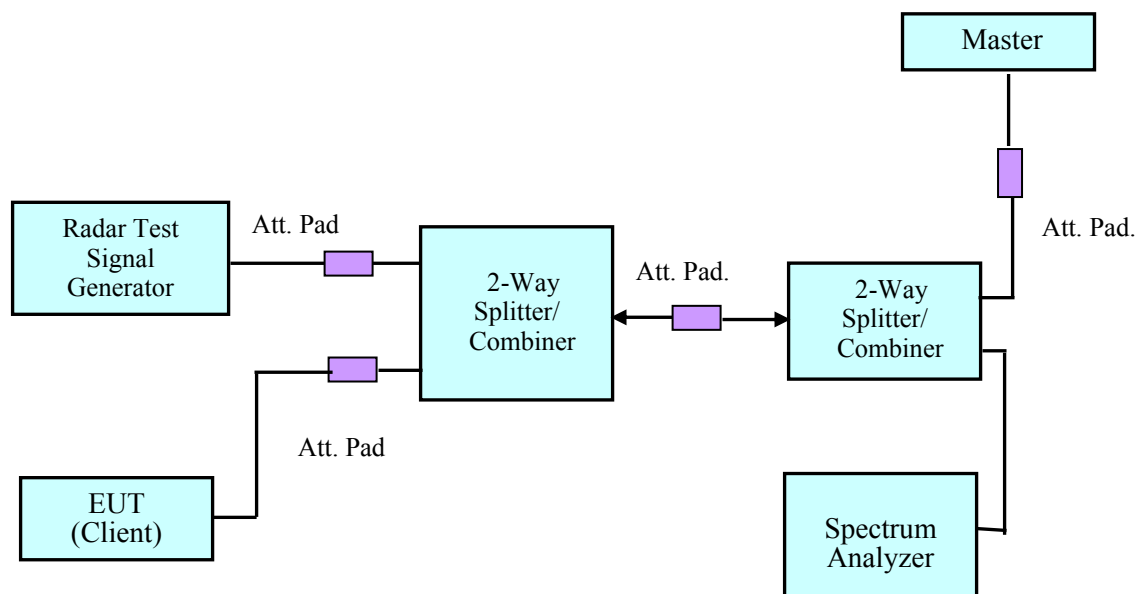 Master
Att. Pad.
Radar Test
Signal
Generator
Att. Pad
2-Way
Splitter/
Combiner
Att. Pad.
2-Way
Splitter/
Combiner
Att. Pad
EUT
(Client)
Spectrum
Analyzer